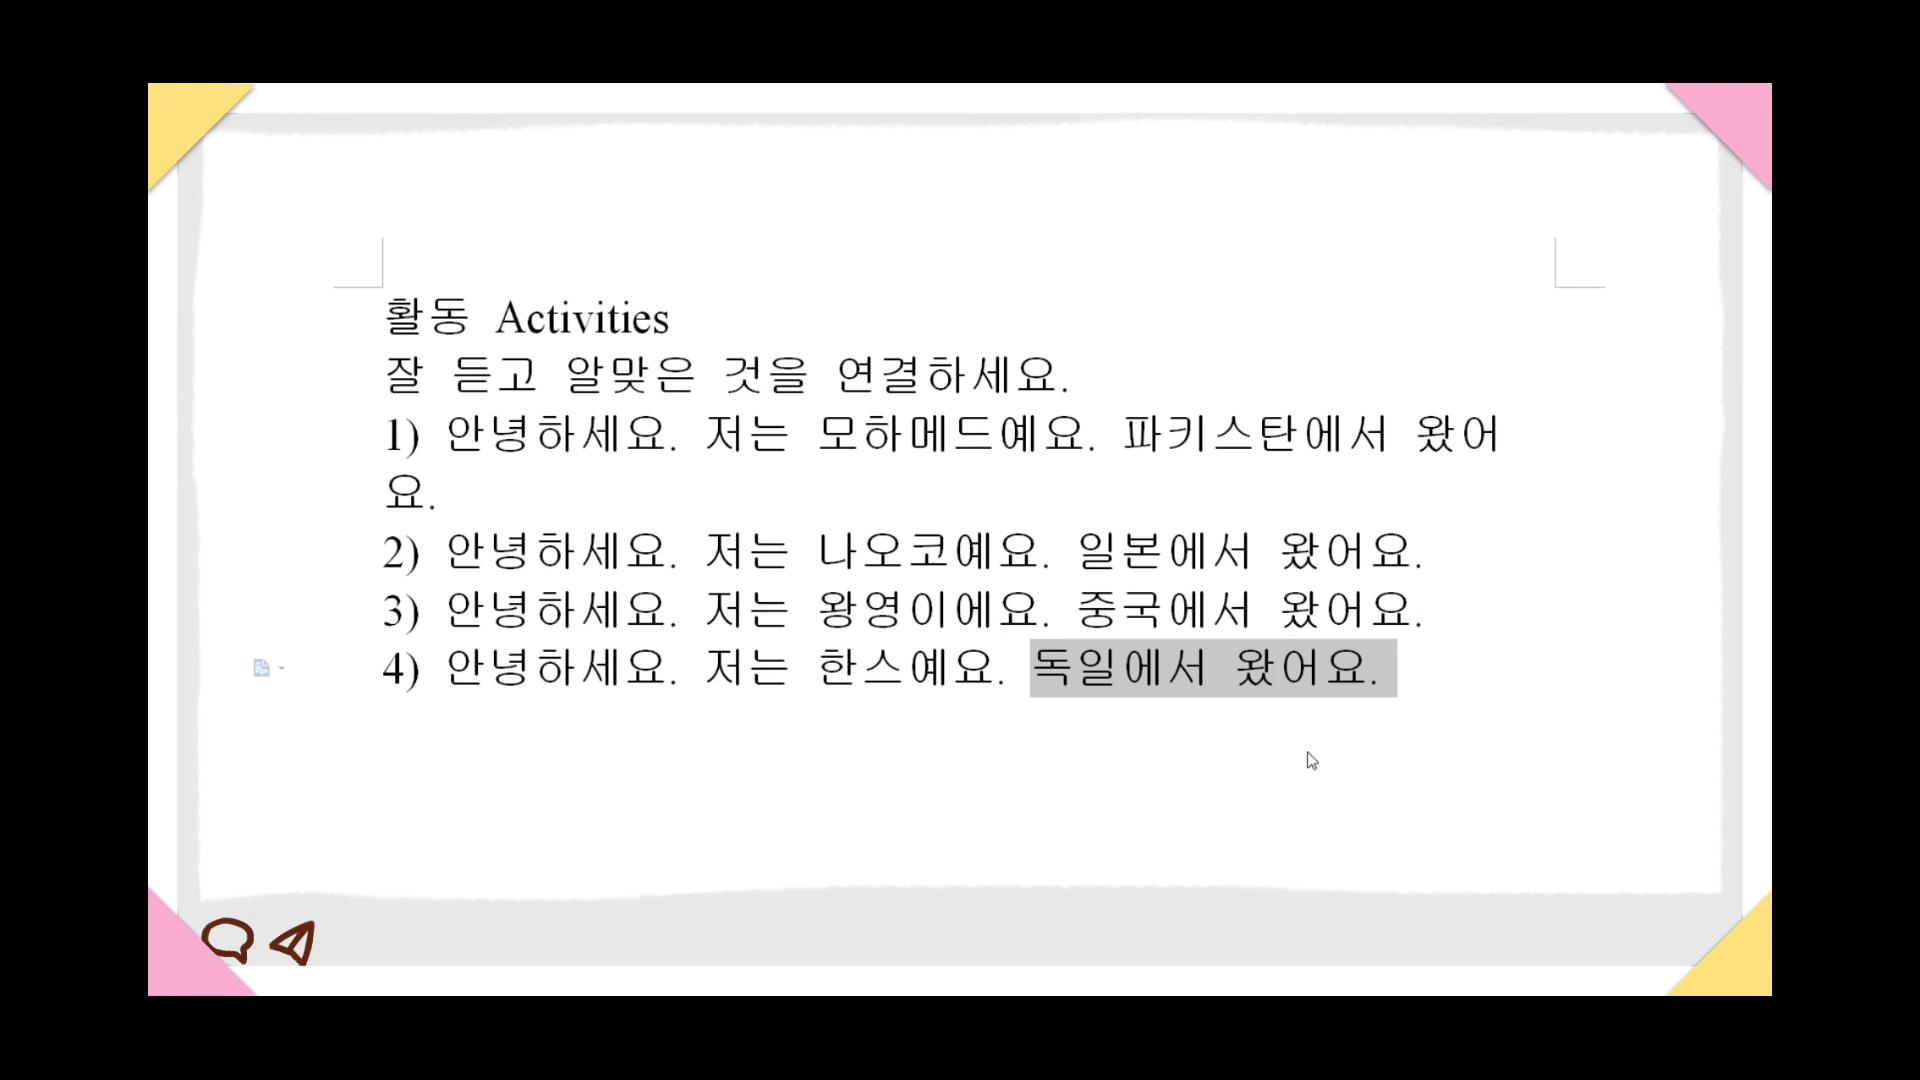 활동 Activities
잘 듣고 알맞은 것을 연결하세요.
1) 안녕하세요. 저는 모하메드예요. 파키스탄에서 왔어
요.
2) 안녕하세요. 저는 나오코예요. 일본에서 왔어요.
3) 안녕하세요. 저는 왕영이에요. 중국에서 왔어요.
4) 안녕하세요. 저는 한스예요. 독일에서 왔어요.